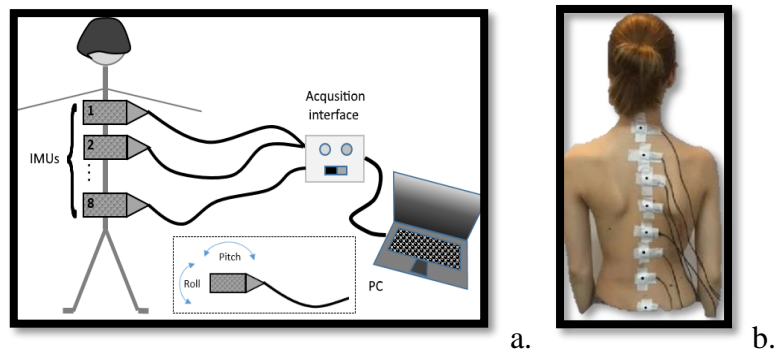 Acqusition
interface
IMUs
1
2
8
Pitch
Roll
PC
a.
b.